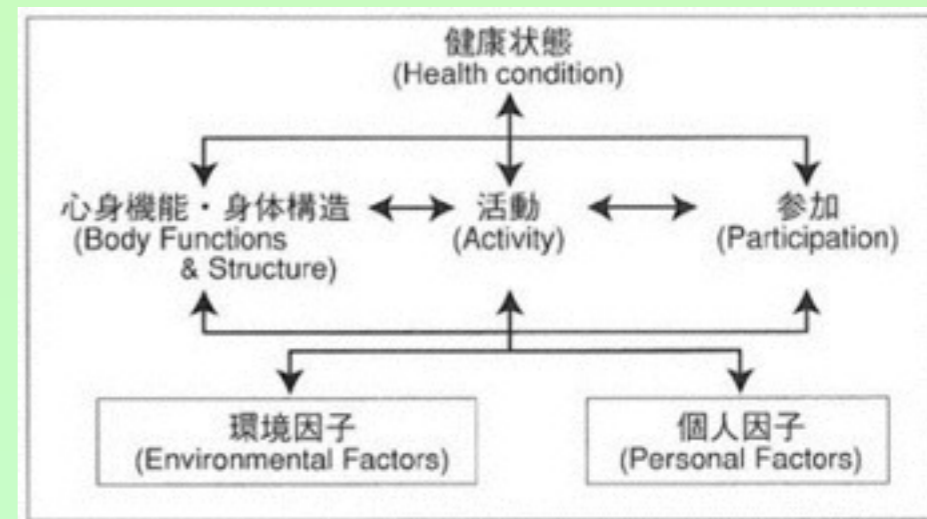 健康状態
(Health condition)
心身機能・身体構造
(Body Functions
& Structure)
活動
(Activity)
参加
(Participation)
環境因子
(Environmental Factors)
個人因子
(Personal Factors)